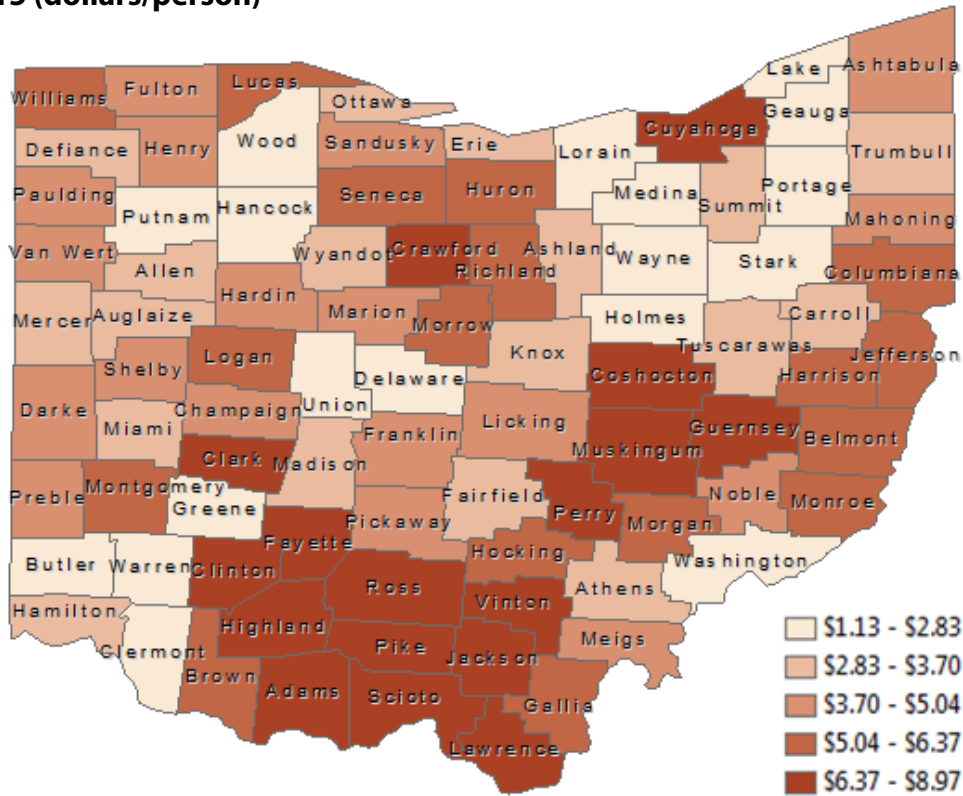 (dollars/person)
Lake
Ashtabula
Williams
Fulton
Lucas
Ottawa
Geauga
Cuyahoga
Defiance
Henry
Wood
Sandusky
Erie
Lorain
Trumbull
Paulding
Seneca
Huron
Medina
Portage
Summit
Putnam
Hancock
Mahoning
Van Wert
Wyandot
Crawford
Ashland
Wayne
Stark
Allen
Richland
Columbiana
Hardin
Mercer
Auglaize
Marion
Morrow
Holmes
Carroll
Tuscarawas
Shelby
Logan
Knox
Jefferson
Delaware
Coshocton
Harrison
Union
Darke
Champaign
Licking
Miami
Franklin
Guernsey
Belmont
Muskingum
Clark
Madison
Preble
Montgomery
Fairfield
Noble
Monroe
Greene
Perry
Morgan
Pickaway
Fayette
Hocking
Butler
Warren
Clinton
Washington
Ross
Athens
Vinton
Hamilton
Highland
Pike
Meigs
Clermont
Jackson
Brown
Adams
Scioto
Gallia
Lawrence
$1.13 - $2.83
$2.83 - $3.70
$3.70 - $5.04
$5.04 - $6.37
$6.37 - $8.97